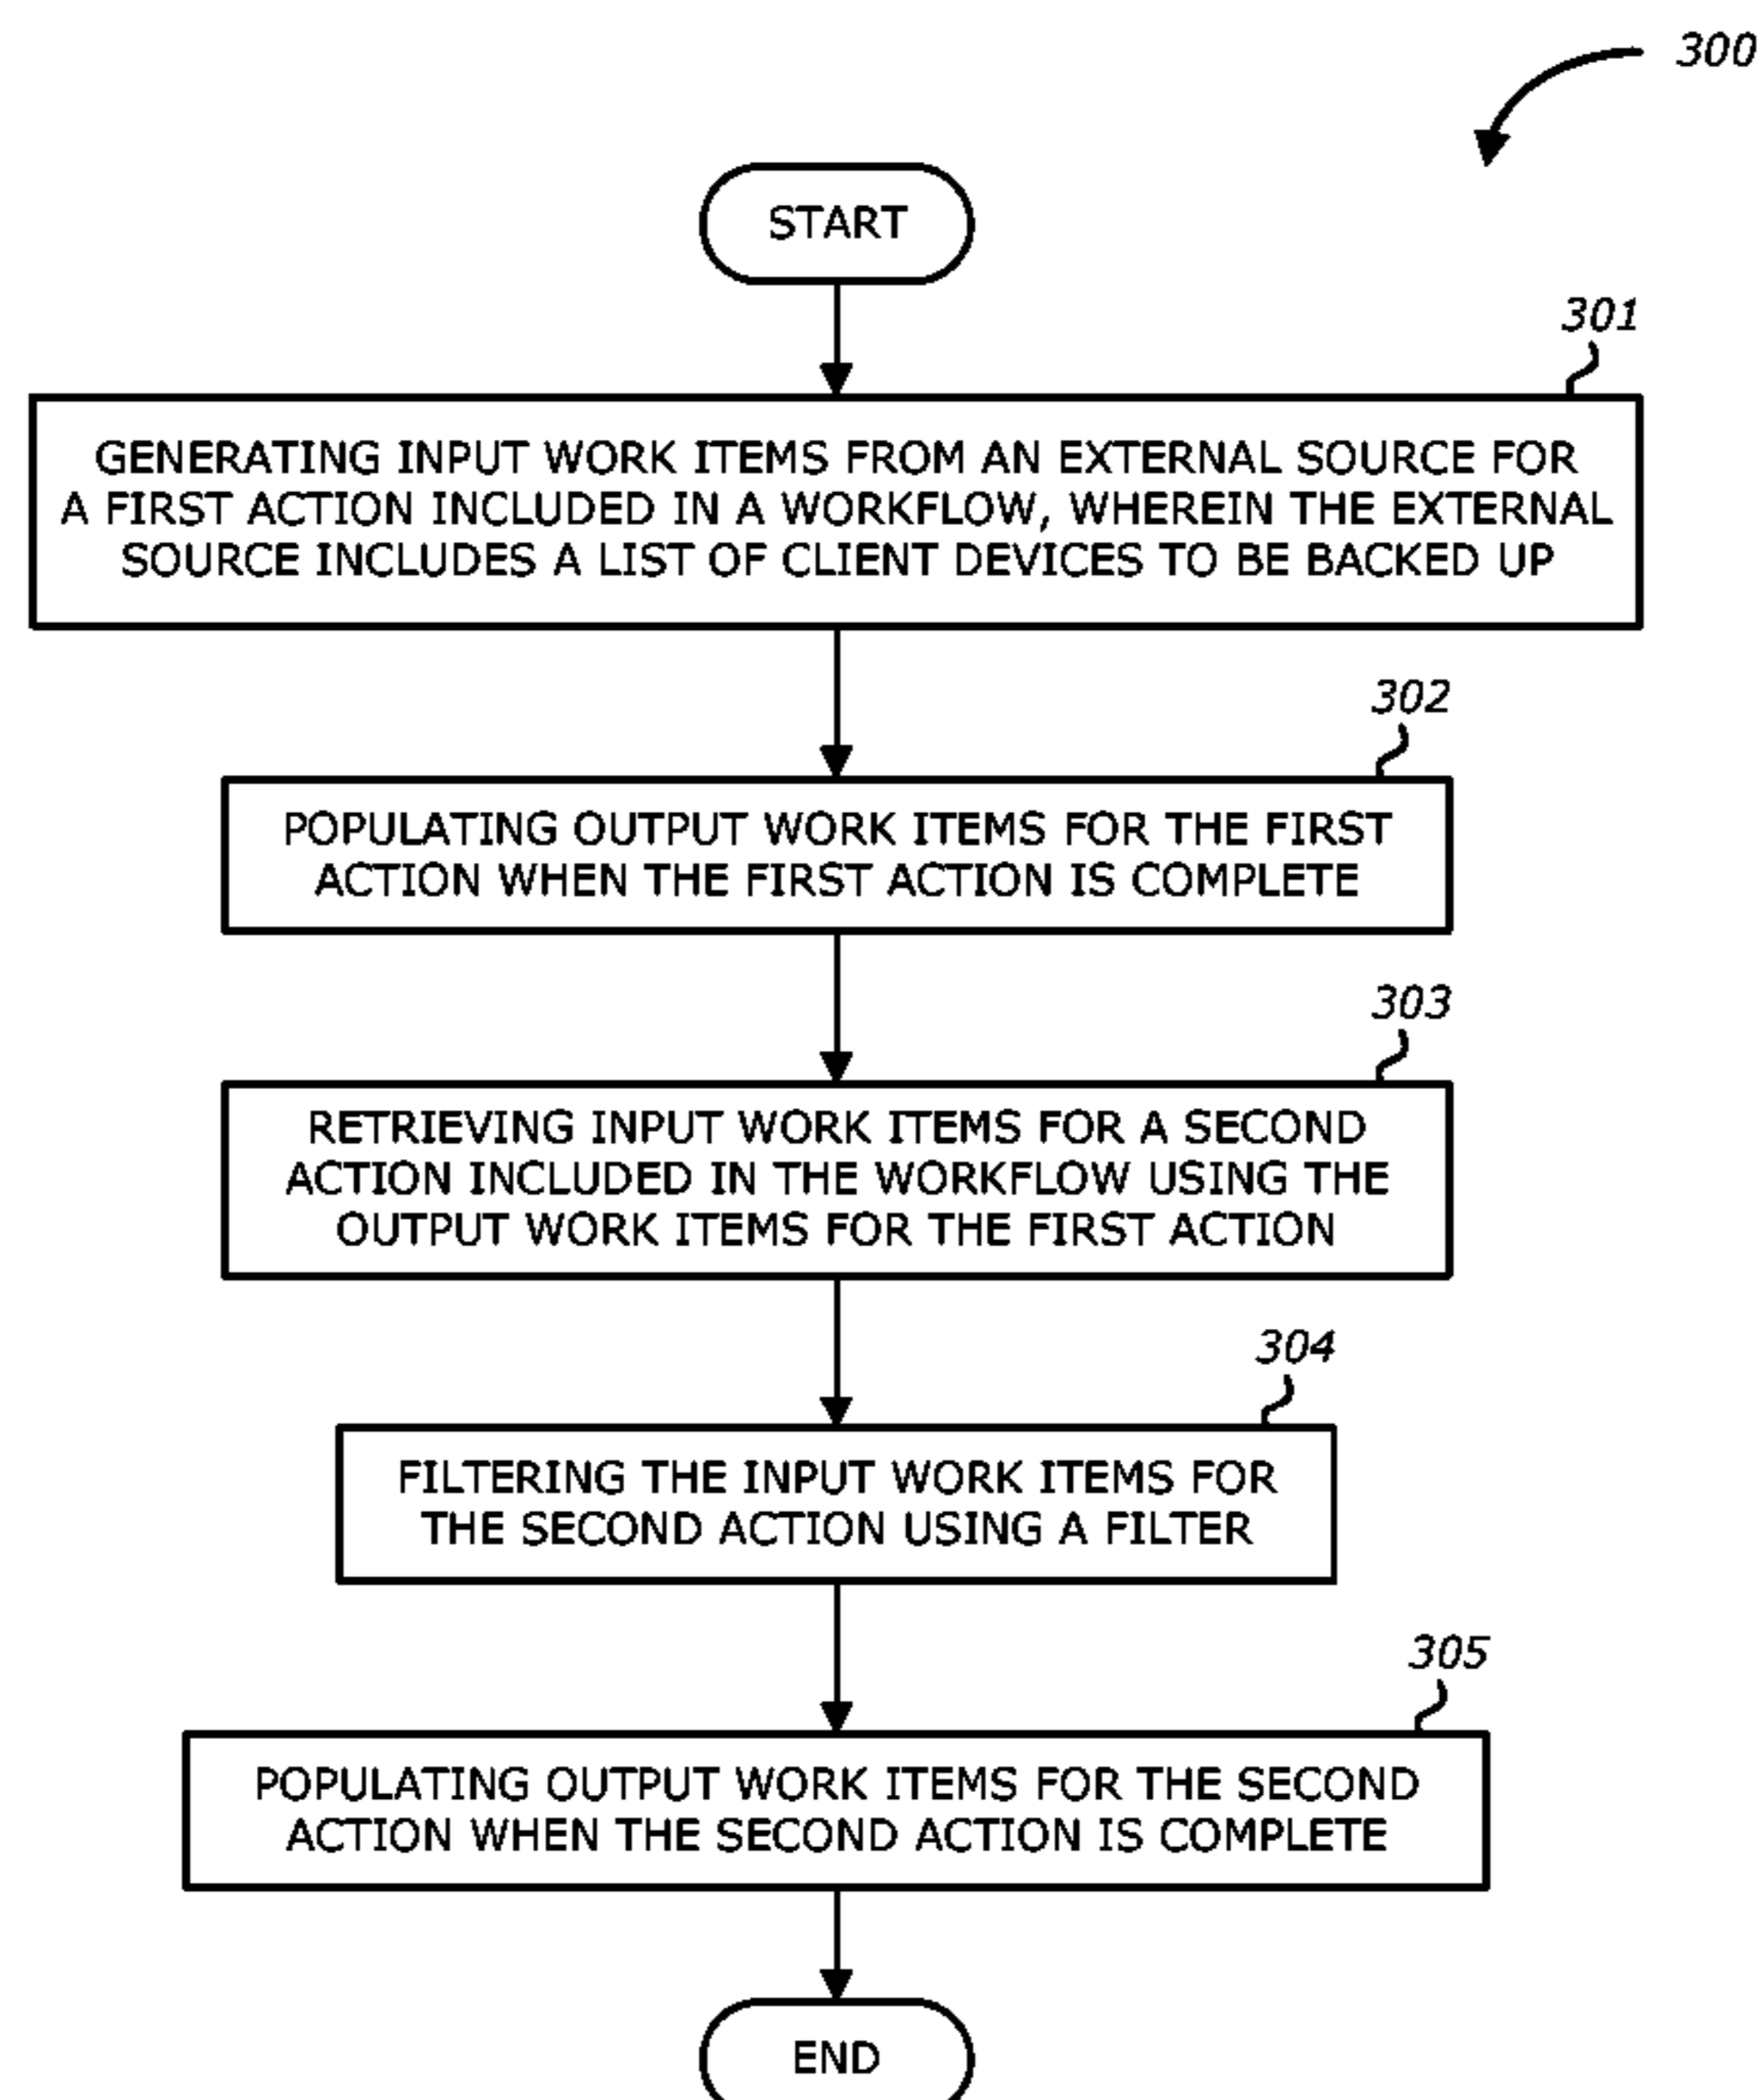 300
START
301
GENERATING INPUT WORK ITEMS FROM AN EXTERNAL SOURCE FOR
A FIRST ACTION INCLUDED IN A WORKFLOW, WHEREIN THE EXTERNAL
SOURCE INCLUDES A LIST OF CLIENT DEVICES TO BE BACKED UP
302
POPULATING OUTPUT WORK ITEMS FOR THE FIRST
ACTION WHEN THE FIRST ACTION IS COMPLETE
303
RETRIEVING INPUT WORK ITEMS FOR A SECOND
ACTION INCLUDED IN THE WORKFLOW USING THE
OUTPUT WORK ITEMS FOR THE FIRST ACTION
304
FILTERING THE INPUT WORK ITEMS FOR
THE SECOND ACTION USING A FILTER
305
POPULATING OUTPUT WORK ITEMS FOR THE SECOND
ACTION WHEN THE SECOND ACTION IS COMPLETE
END